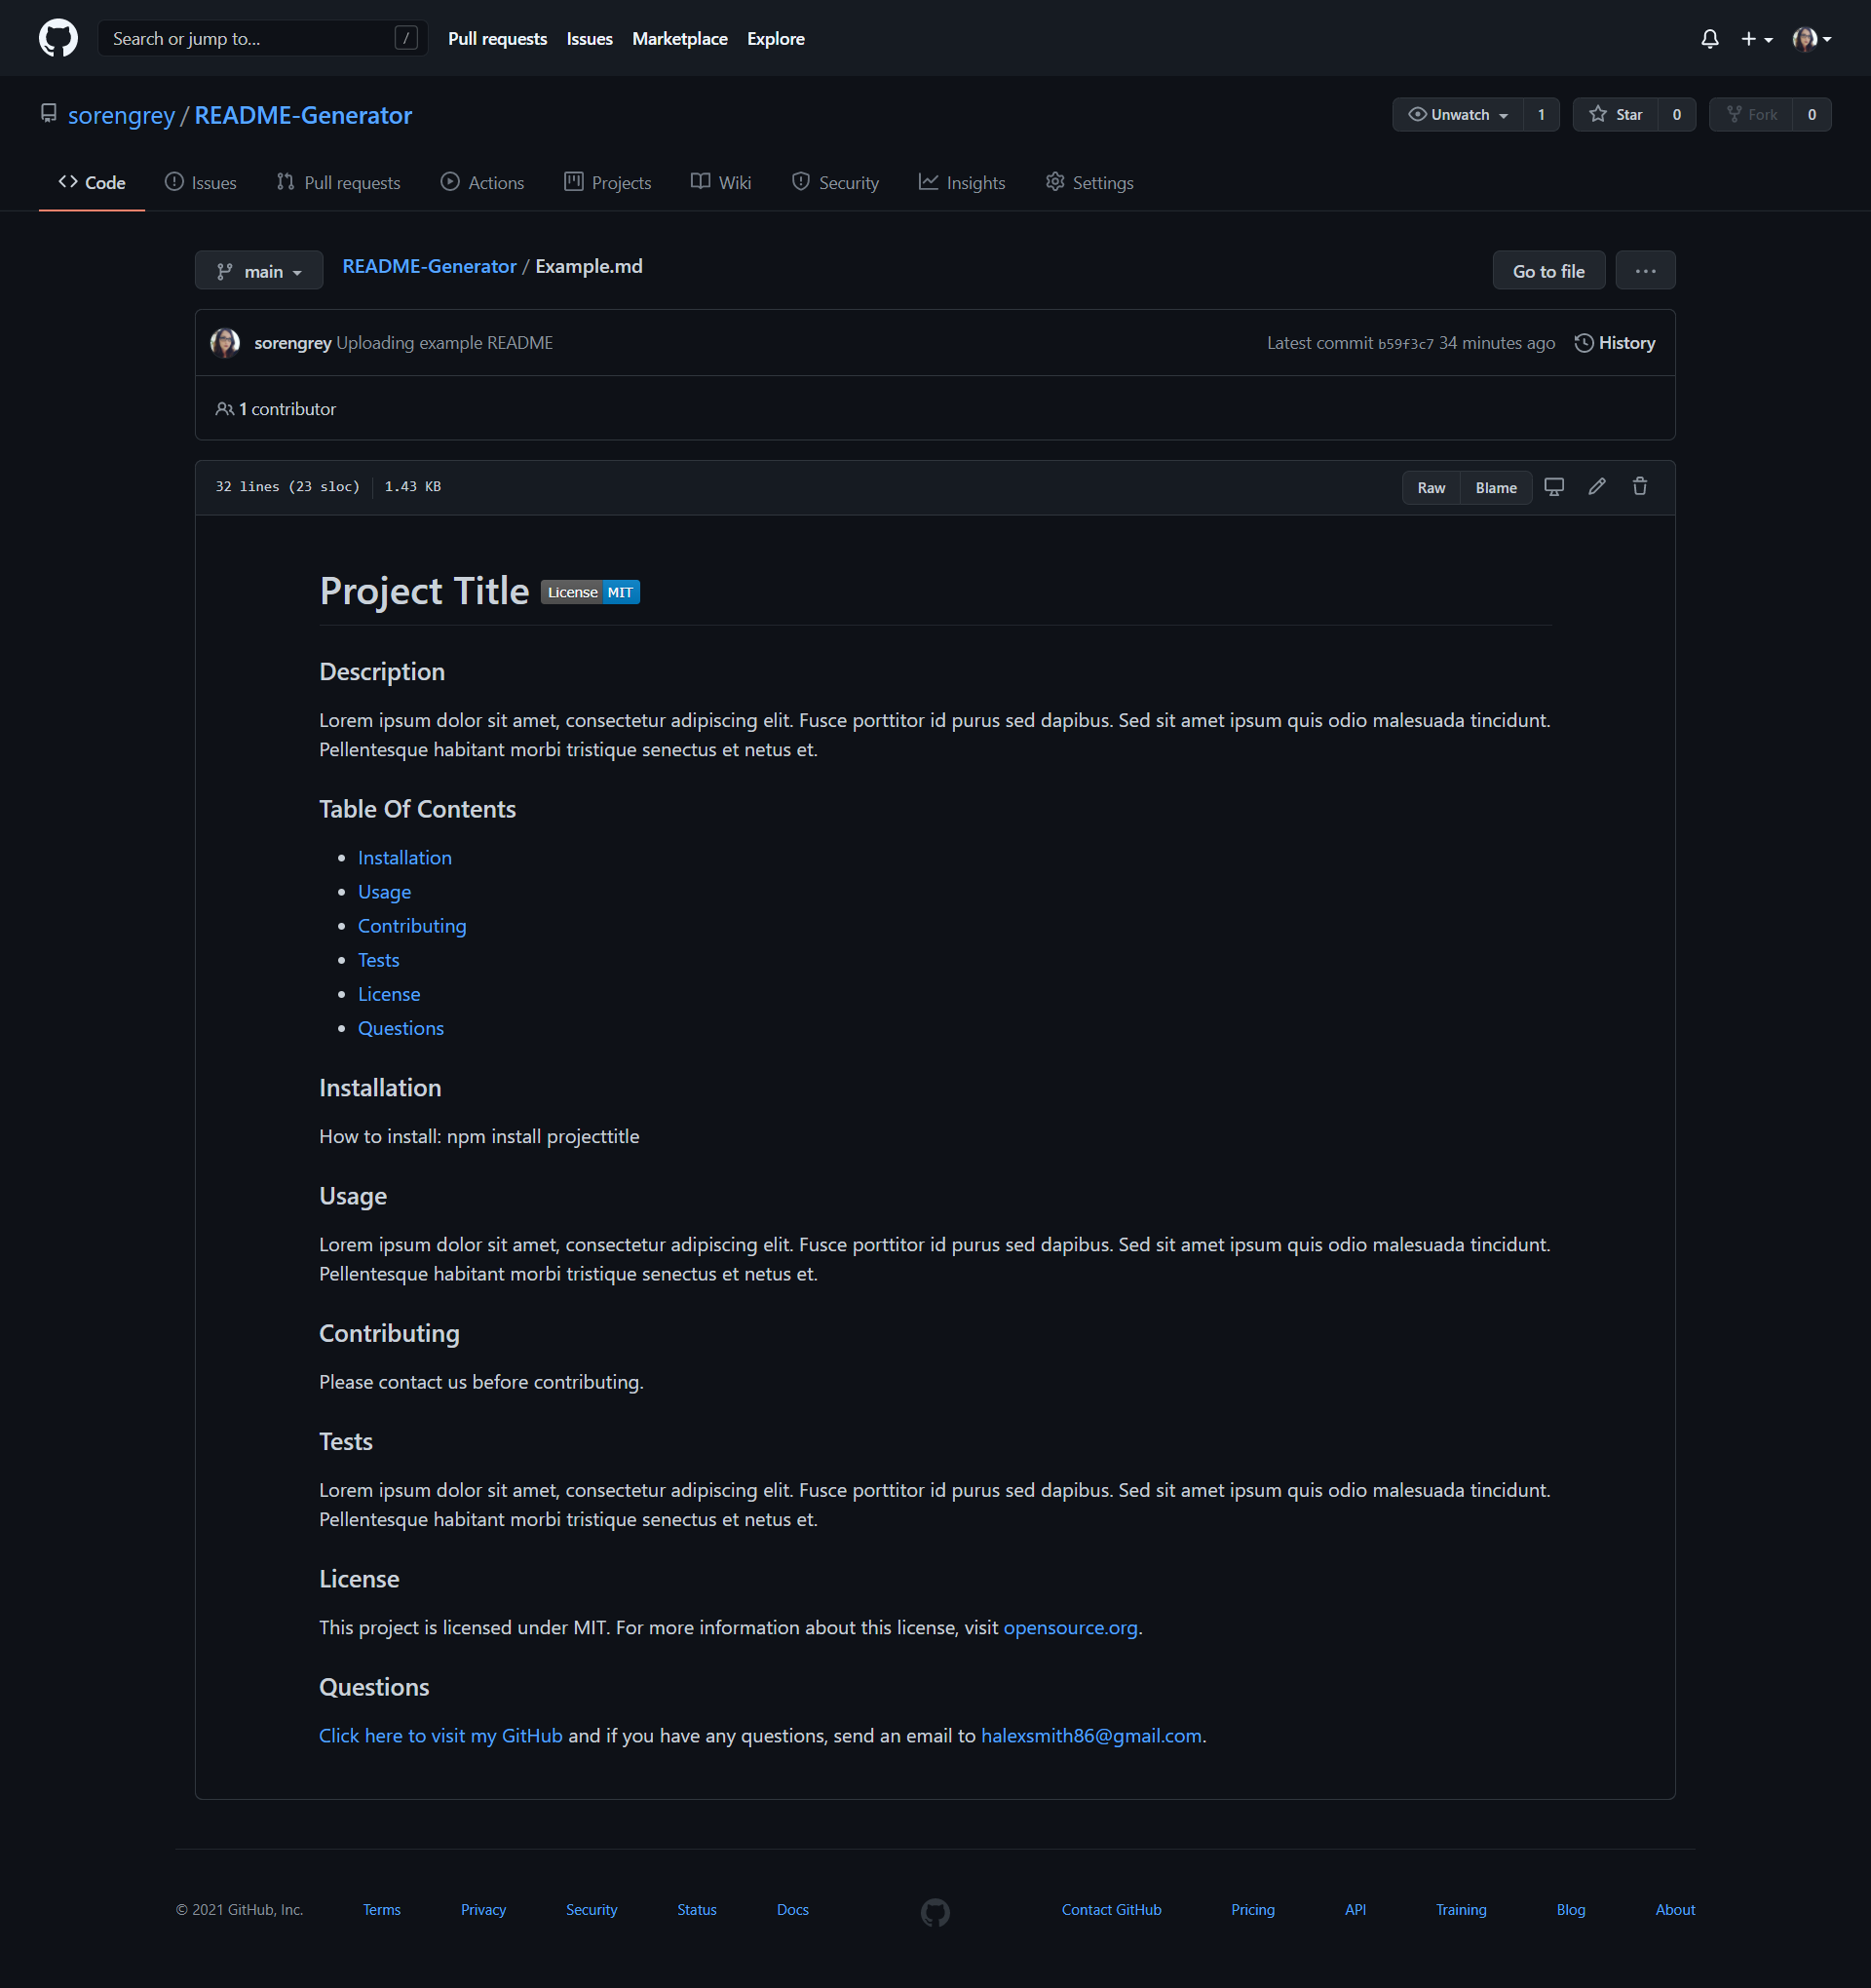 Search or jump to... / Pull requests Issues Marketplace Explore
sorengrey / README-Generator Unwatch 1 Star 0 Fork 0
Code Issues Pull requests Actions Projects Wiki Security Insights Settings
main README-Generator / Example.md Go to file ...
sorengrey Uploading example README Latest commit b59f3c7 34 minutes ago History
1 contributor
32 lines (23 sloc) 1.43 KB Raw Blame
Project Title License MIT
Description
Lorem ipsum dolor sit amet, consectetur adipiscing elit. Fusce porttitor id purus sed dapibus. Sed sit amet ipsum quis odio malesuada tincidunt.
Pellentesque habitant morbi tristique senectus et netus et.
Table Of Contents
• Installation
• Usage
• Contributing
• Tests
• License
• Questions
Installation
How to install: npm install projecttitle
Usage
Lorem ipsum dolor sit amet, consectetur adipiscing elit. Fusce porttitor id purus sed dapibus. Sed sit amet ipsum quis odio malesuada tincidunt.
Pellentesque habitant morbi tristique senectus et netus et.
Contributing
Please contact us before contributing.
Tests
Lorem ipsum dolor sit amet, consectetur adipiscing elit. Fusce porttitor id purus sed dapibus. Sed sit amet ipsum quis odio malesuada tincidunt.
Pellentesque habitant morbi tristique senectus et netus et.
License
This project is licensed under MIT. For more information about this license, visit opensource.org.
Questions
Click here to visit my GitHub and if you have any questions, send an email to halexsmith86@gmail.com.
© 2021 GitHub, Inc. Terms Privacy Security Status Docs Contact GitHub Pricing API Training Blog About